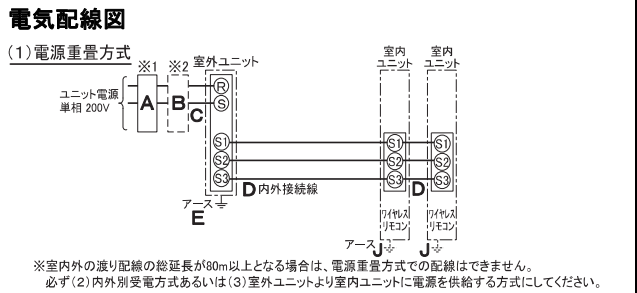 電気配線図
(1)電源重畳方式
※1
※2
室外ユニット
室内
ユニット
室内
ユニット
ユニット電源
単相 200V
A
B
C
R
S
S1
S2
S3
S1
S2
S3
S1
S2
S3
D 内外接続線
D
アース
E
ワイヤレス
リモコン
ワイヤレス
リモコン
アース J
J
※室内外の渡り配線の総延長が80m以上となる場合は、電源重畳方式での配線はできません。
必ず(2)内外別受電方式あるいは(3)室外ユニットより室内ユニットに電源を供給する方式にしてください。